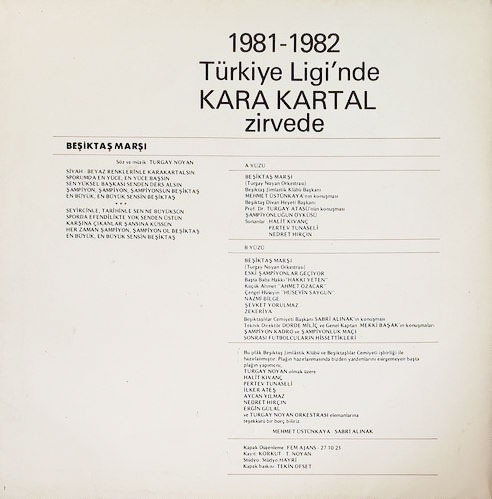 1981-1982
Türkiye Ligi'nde
KARA KARTAL
zirvede
BEŞİKTAŞ MARŞI
Söz ve müzik: TURGAY NOYAN
SİYAH - BEYAZ RENKLERİNLE KARAKARTALSIN
SPORUMDA EN YÜCE, EN YÜCE BAŞSIN
SEN YÜKSEL BAŞKASI SENDEN DERS ALSIN
ŞAMPİYON, ŞAMPİYON, ŞAMPİYONSUN BEŞİKTAŞ
EN BÜYÜK, EN BÜYÜK SENSİN BEŞİKTAŞ
* * *
SEYİRCİNLE, TARİHİNLE SEN NE BÜYÜKSÜN
SPORDA EFENDİLİKTE YOK SENDEN ÜSTÜN
KARŞINA ÇIKANLAR ŞANSINA KÜSSÜN
HER ZAMAN ŞAMPİYON, ŞAMPİYON OL BEŞİKTAŞ
EN BÜYÜK, EN BÜYÜK SENSİN BEŞİKTAŞ
A YÜZÜ
BEŞİKTAŞ MARŞI
(Turgay Noyan Orkestrası)
Beşiktaş Jimlastik Klübü Başkanı
MEHMET ÜSTÜNKAYA'nın konuşması
Beşiktaş Divan Heyeti Başkanı
Prof. Dr. TURGAY ATASÜ'nün konuşması
ŞAMPİYONLUĞUN ÖYKÜSÜ
Sunanlar : HALİT KIVANÇ
PERTEV TUNASELİ
NEDRET HIRÇIN
B YÜZÜ
BEŞİKTAŞ MARŞI
(Turgay Noyan Orkestrası)
ESKİ ŞAMPİYONLAR GEÇİYOR
Başta Baba Hakkı "HAKKI YETEN"
Küçük Ahmet "AHMET ÖZACAR"
Çengel Hüseyin "HÜSEYİN SAYGUN"
NAZMİ BİLGE
ŞEVKET YORULMAZ
ZEKERİYA
Beşiktaşlılar Cemiyeti Başkanı SABRİ ALINAK'ın konuşması
Teknik Direktör DORDE MİLİÇ ve Genel Kaptan MEKKİ BAŞAK'ın konuşmaları
ŞAMPİYON KADRO ve ŞAMPİYONLUK MAÇI
SONRASI FUTBOLCULARIN HİSSETTİKLERİ
Bu plâk Beşiktaş Jimlastik Klübü ve Beşiktaşlılar Cemiyeti işbirliği ile
hazırlanmıştır. Plağın hazırlanmasında bizden yardımlarını esirgemeyen başta
plağın yapımcısı,
TURGAY NOYAN olmak üzere
HALİT KIVANÇ
PERTEV TUNASELİ
İLKER ATEŞ
AYCAN YILMAZ
NEDRET HIRÇIN
ERGİN GÜLAL
ve TURGAY NOYAN ORKESTRASI elemanlarına
teşekkürü bir borç biliriz.
MEHMET ÜSTÜNKAYA - SABRİ ALINAK
Kapak Düzenleme: FEM AJANS - 27 10 23
Kayıt: KORKUT - T. NOYAN
Stüdyo: Stüdyo HAYRİ
Kapak baskısı: TEKİN OFSET